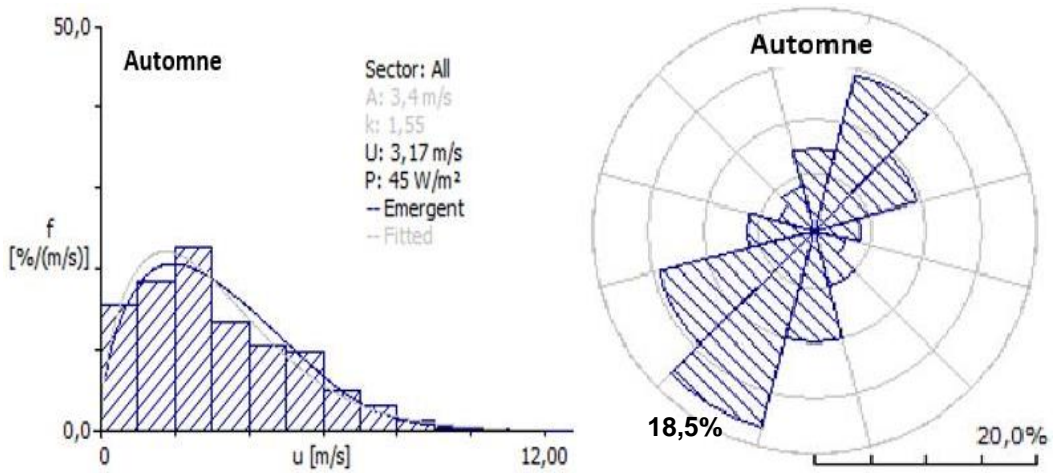 50,0
Automne
Sector: All
A: 3,4 m/s
k: 1,55
U: 3,17 m/s
P: 45 W/m²
-- Emergent
-- Fitted
f
[%/(m/s)]
0,0
0
u [m/s]
12,00
Automne
18,5%
20,0%